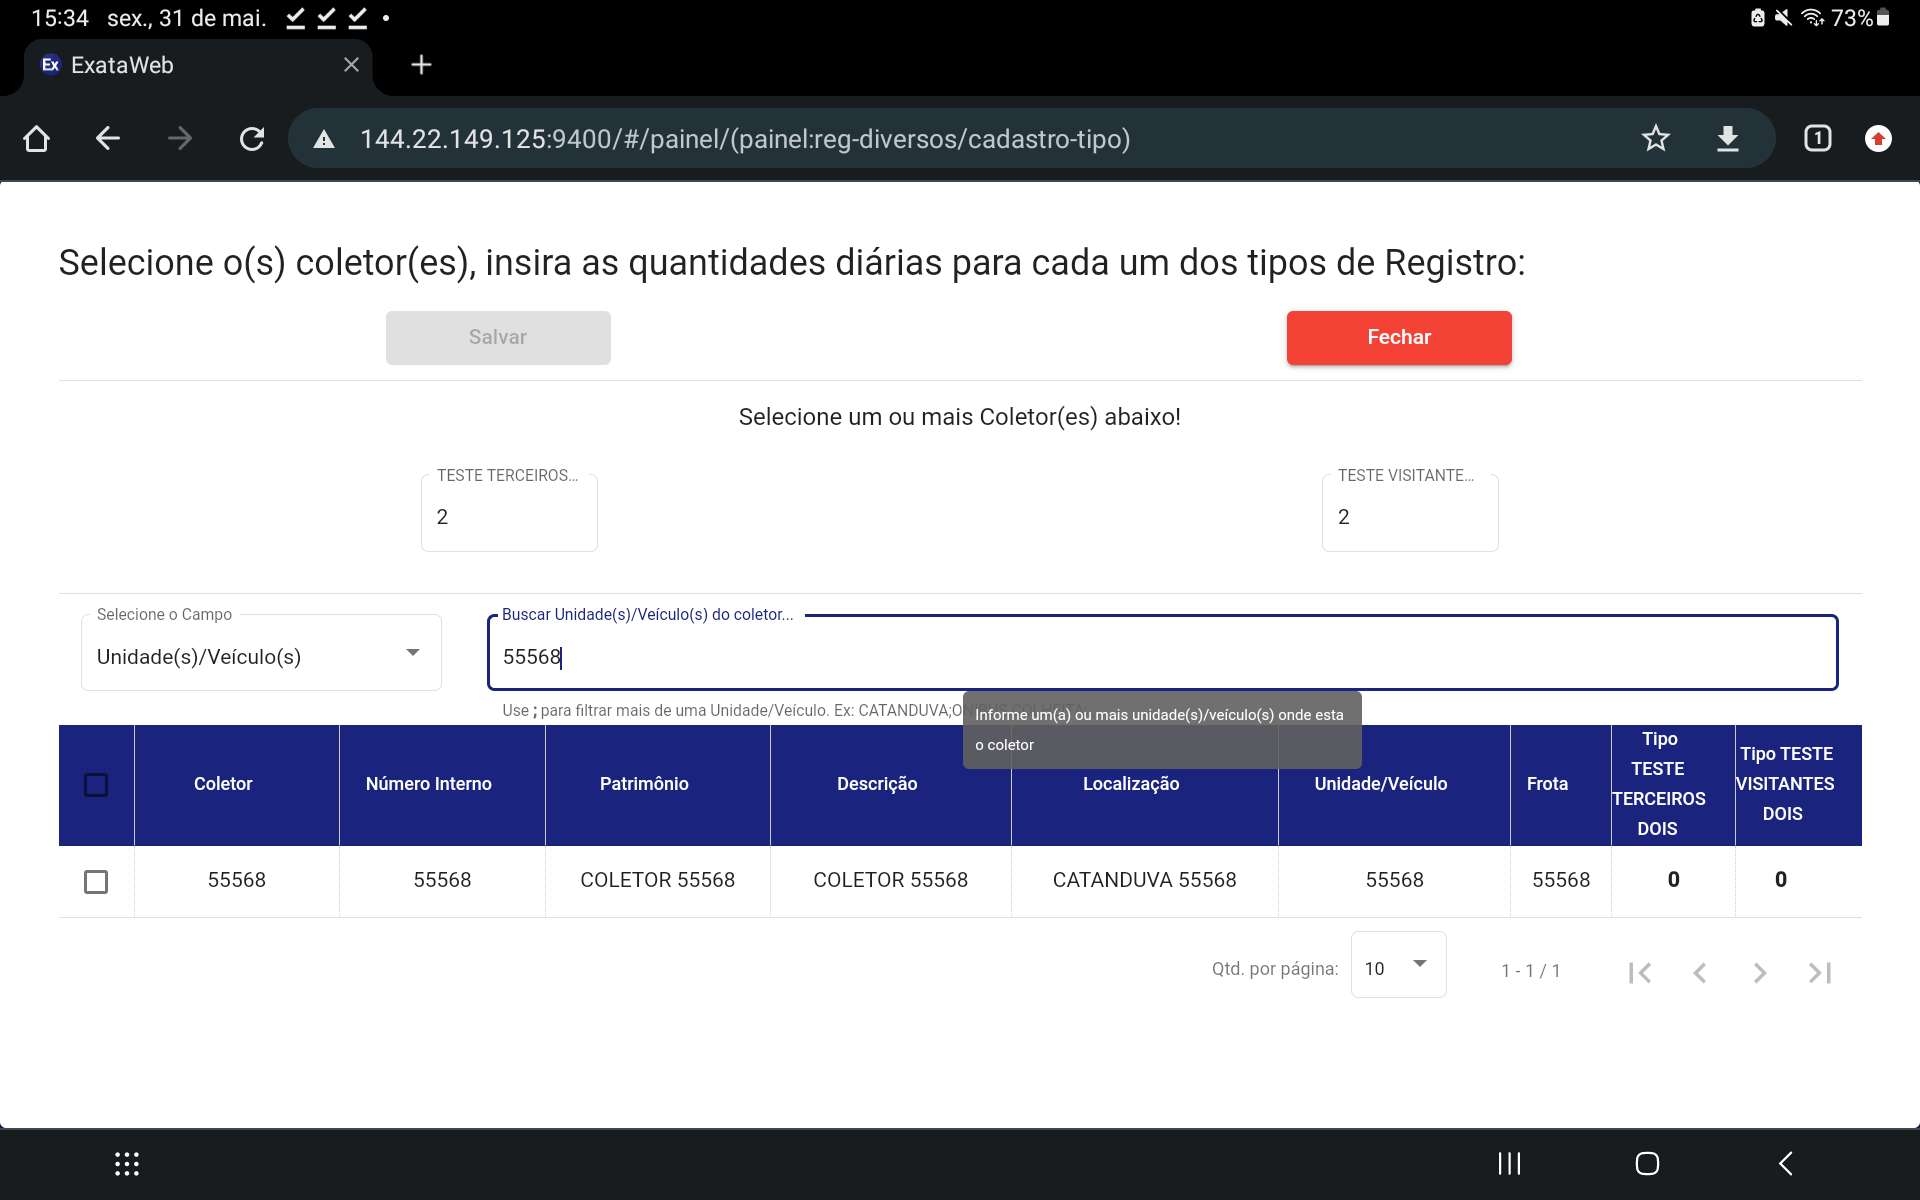 15:34 sex., 31 de mai. 73%
Ex ExataWeb
144.22.149.125:9400/#/painel/(painel:reg-diversos/cadastro-tipo) 1
Selecione o(s) coletor(es), insira as quantidades diárias para cada um dos tipos de Registro:
Salvar Fechar
Selecione um ou mais Coletor(es) abaixo!
TESTE TERCEIROS... TESTE VISITANTE...
2 2
Selecione o Campo Buscar Unidade(s)/Veículo(s) do coletor...
Unidade(s)/Veículo(s) 55568
Use ; para filtrar mais de uma Unidade/Veículo. Ex: CATANDUVA;
Informe um(a) ou mais unidade(s)/veículo(s) onde esta
o coletor
Coletor Número Interno Patrimônio Descrição Localização Unidade/Veículo Frota Tipo TESTE TERCEIROS DOIS Tipo TESTE VISITANTES DOIS
55568 55568 COLETOR 55568 COLETOR 55568 CATANDUVA 55568 55568 55568 0 0
Qtd. por página: 10 1 - 1 / 1